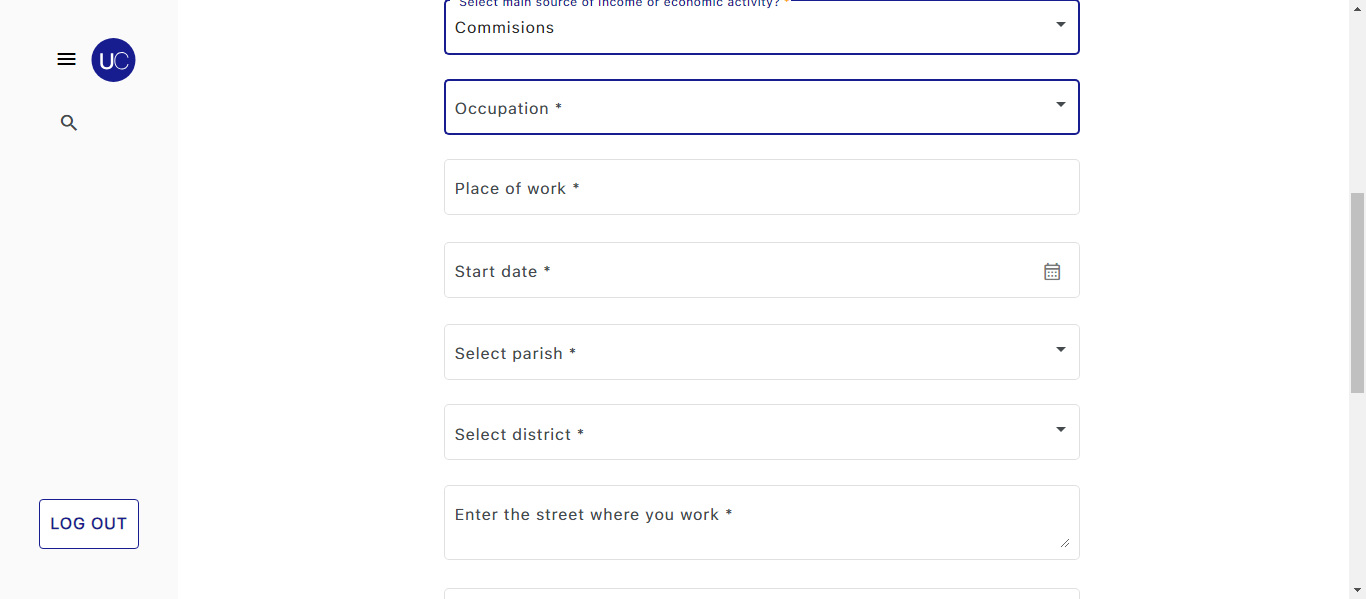 Select main source of income or economic activity? *
Commisions
UC
Occupation *
Place of work *
Start date *
Select parish *
Select district *
Enter the street where you work *
LOG OUT